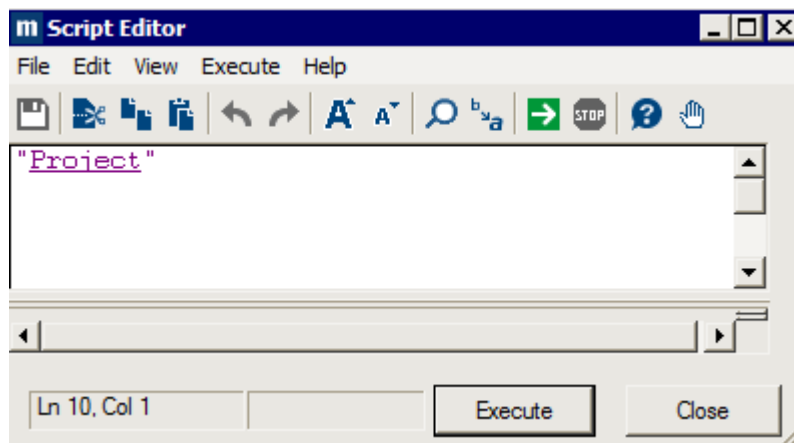 m Script Editor
File Edit View Execute Help
A A b a STOP ?
"Project"
Ln 10, Col 1 Execute Close